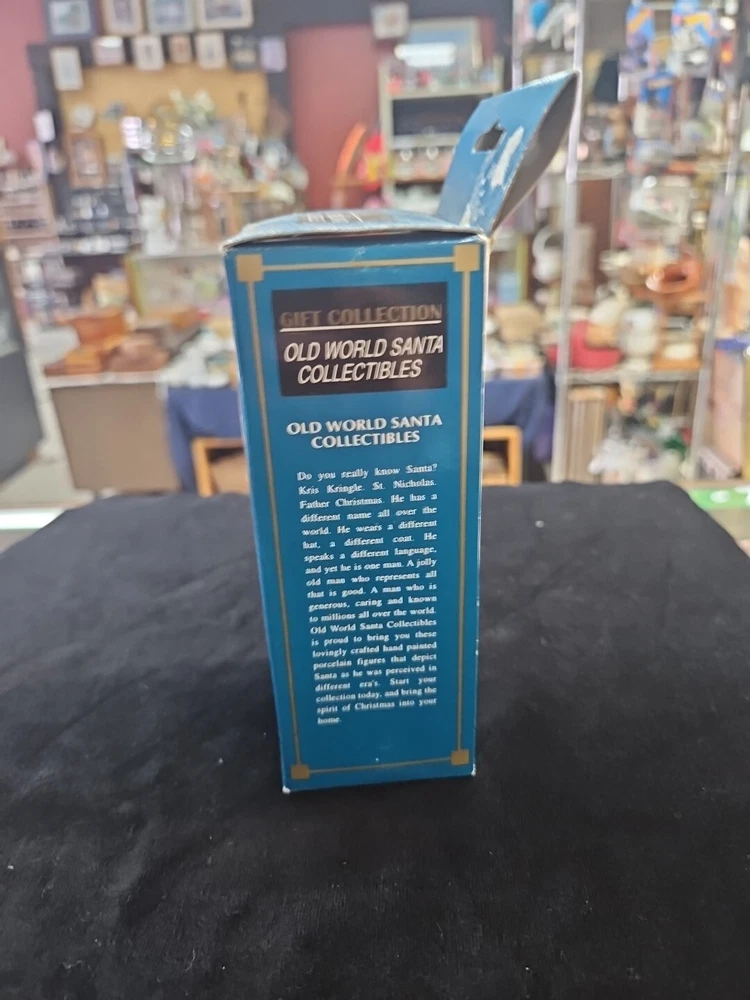 GIFT COLLECTION
OLD WORLD SANTA
COLLECTIBLES
OLD WORLD SANTA
COLLECTIBLES
Do you really know Santa?
Kris Kringle. St. Nicholas.
Father Christmas. He has a
different name all over the
world. He wears a different
hat, a different coat. He
speaks a different language,
and yet he is one man. A jolly
old man who represents all
that is good. A man who is
generous, caring and known
to millions all over the world.
Old World Santa Collectibles
is proud to bring you these
lovingly crafted hand painted
porcelain figures that depict
Santa as he was perceived in
different era's. Start your
collection today, and bring the
spirit of Christmas into your
home.